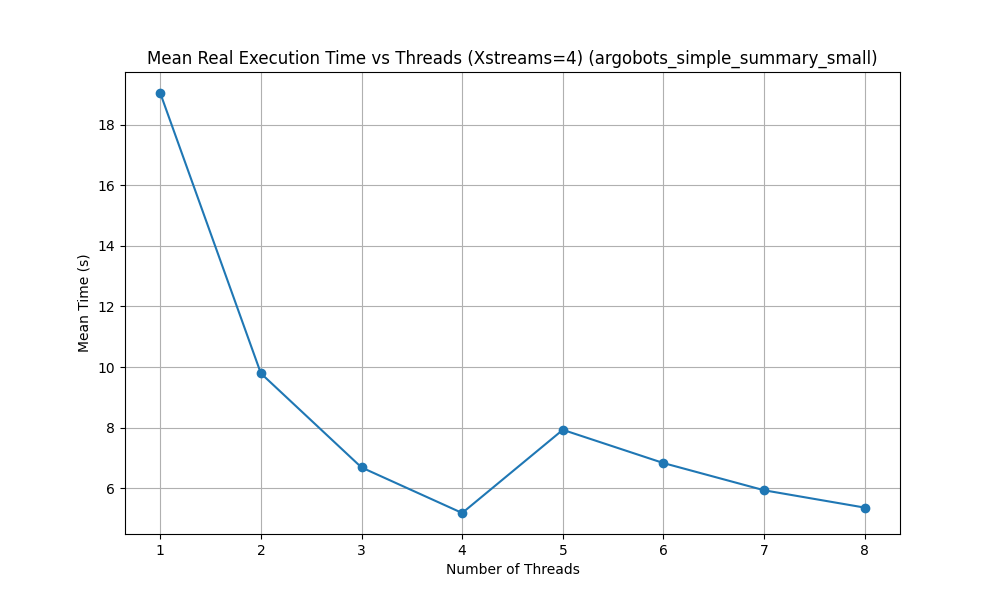 Mean Real Execution Time vs Threads (Xstreams=4) (argobots_simple_summary_small)
Mean Time (s)
18
16
14
12
10
8
6
1 2 3 4 5 6 7 8
Number of Threads